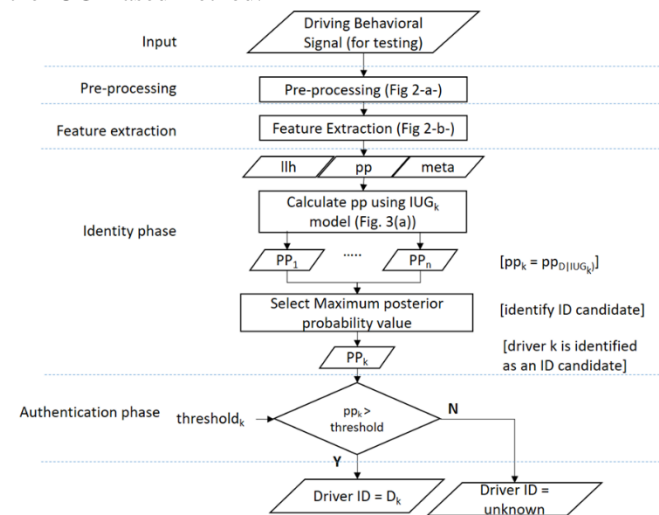 Input
Driving Behavioral
Signal (for testing)
Pre-processing
Pre-processing (Fig 2-a-)
Feature extraction
Feature Extraction (Fig 2-b-)
llh
pp
meta
Identity phase
Calculate pp using IUGk
model (Fig. 3(a))
PP1
.....
PPn
[ppk = ppD|IUGk)]
Select Maximum posterior
probability value
[identify ID candidate]
PPk
[driver k is identified
as an ID candidate]
Authentication phase
thresholdk
ppk >
threshold
N
Y
Driver ID = Dk
Driver ID =
unknown